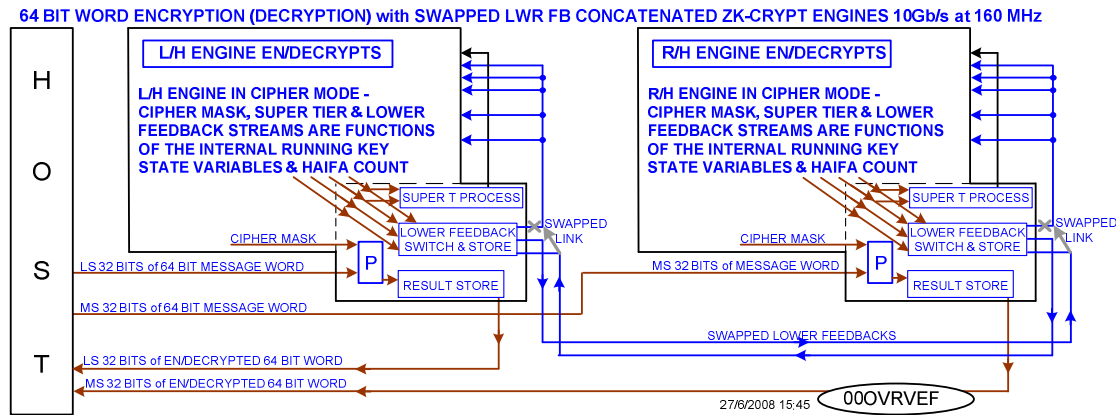 64 BIT WORD ENCRYPTION (DECRYPTION) with SWAPPED LWR FB CONCATENATED ZK-CRYPT ENGINES 10Gb/s at 160 MHz
H
O
S
T
L/H ENGINE EN/DECRYPTS
L/H ENGINE IN CIPHER MODE -
CIPHER MASK, SUPER TIER & LOWER
FEEDBACK STREAMS ARE FUNCTIONS
OF THE INTERNAL RUNNING KEY
STATE VARIABLES & HAIFA COUNT
SUPER T PROCESS
LOWER FEEDBACK
SWITCH & STORE
SWAPPED
LINK
CIPHER MASK
P
RESULT STORE
R/H ENGINE EN/DECRYPTS
R/H ENGINE IN CIPHER MODE -
CIPHER MASK, SUPER TIER & LOWER
FEEDBACK STREAMS ARE FUNCTIONS
OF THE INTERNAL RUNNING KEY
STATE VARIABLES & HAIFA COUNT
SUPER T PROCESS
LOWER FEEDBACK
SWITCH & STORE
SWAPPED
LINK
CIPHER MASK
P
RESULT STORE
LS 32 BITS of 64 BIT MESSAGE WORD
MS 32 BITS of MESSAGE WORD
MS 32 BITS of 64 BIT MESSAGE WORD
SWAPPED LOWER FEEDBACKS
LS 32 BITS of EN/DECRYPTED 64 BIT WORD
MS 32 BITS of EN/DECRYPTED 64 BIT WORD
27/6/2008 15:45
00OVRVEF